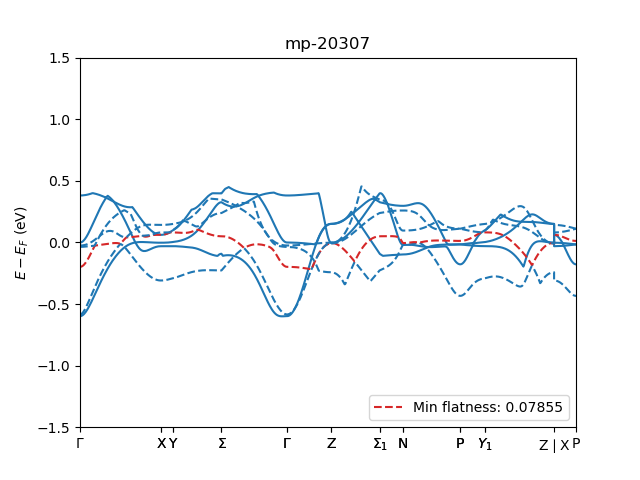 mp-20307
1.5
1.0
0.5
0.0
−0.5
−1.0
−1.5
E − E_F (eV)
Min flatness: 0.07855
Γ X Y Σ Γ Z Σ₁ N P Y₁ Z | X P